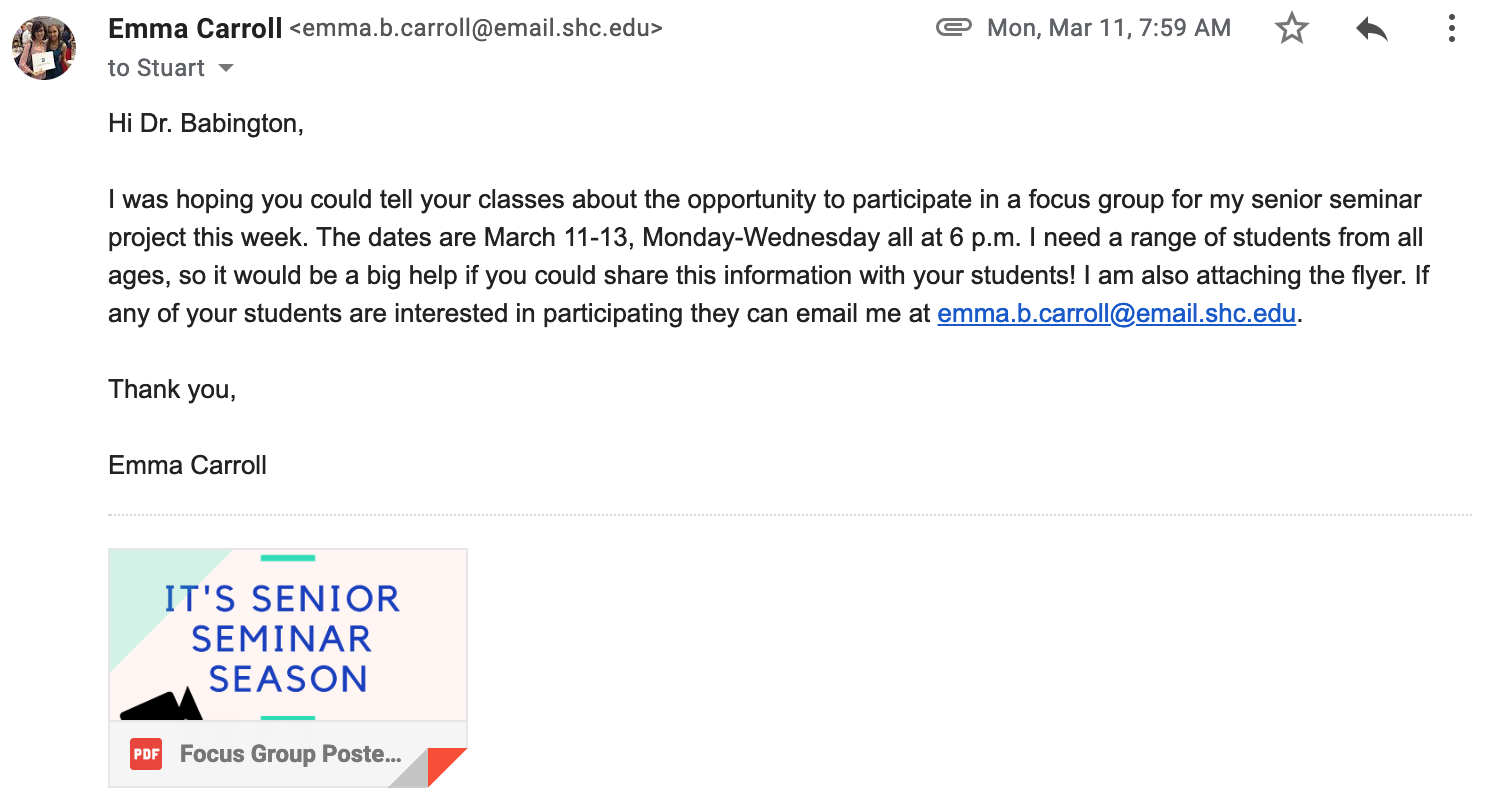 Emma Carroll <emma.b.carroll@email.shc.edu> Mon, Mar 11, 7:59 AM
to Stuart
Hi Dr. Babington,
I was hoping you could tell your classes about the opportunity to participate in a focus group for my senior seminar
project this week. The dates are March 11-13, Monday-Wednesday all at 6 p.m. I need a range of students from all
ages, so it would be a big help if you could share this information with your students! I am also attaching the flyer. If
any of your students are interested in participating they can email me at emma.b.carroll@email.shc.edu.
Thank you,
Emma Carroll
IT'S SENIOR
SEMINAR
SEASON
PDF Focus Group Poste...